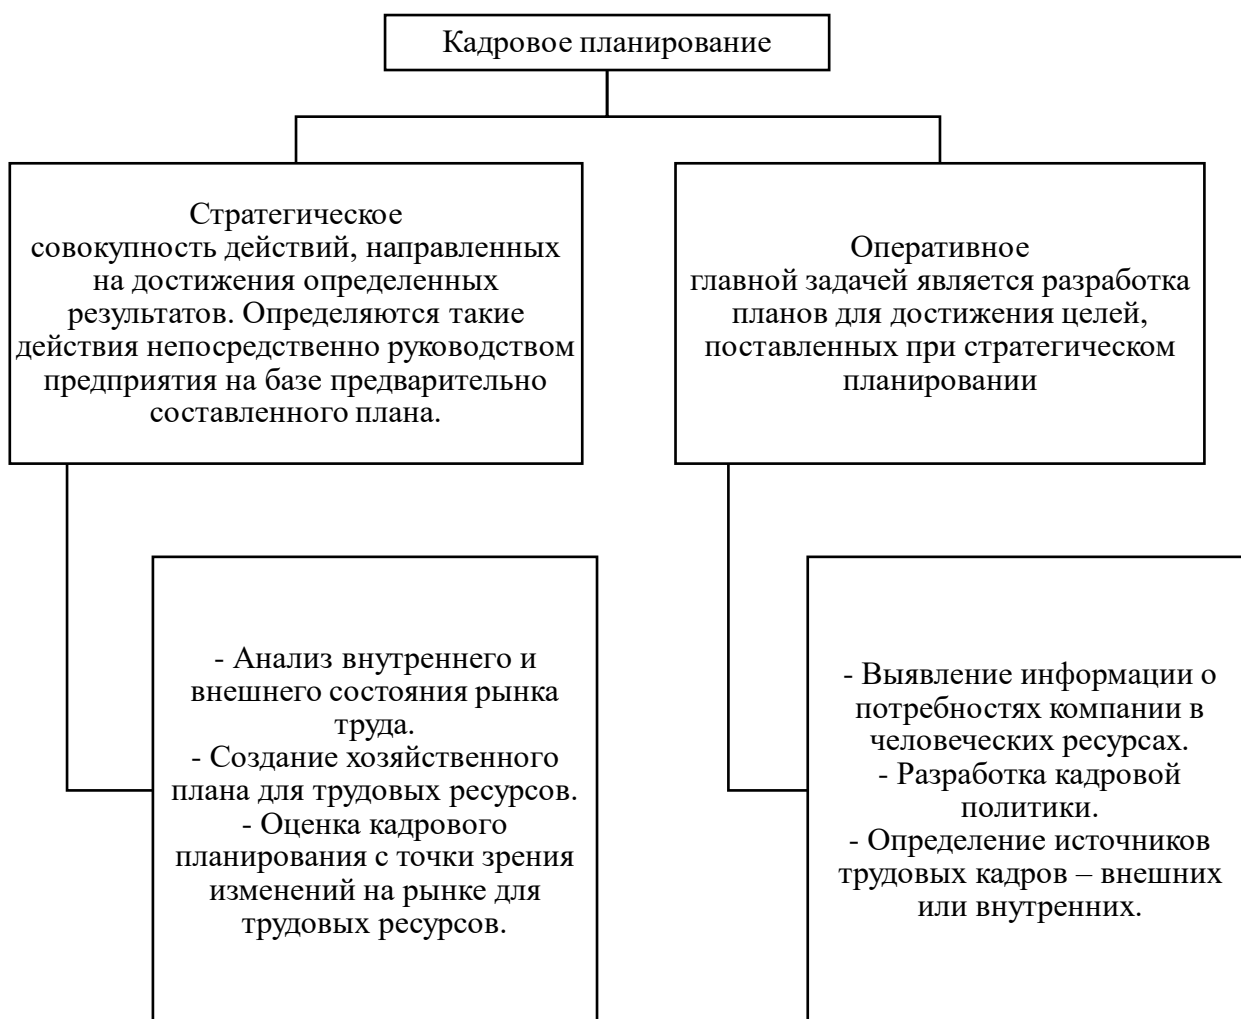 Кадровое планирование
Стратегическое
совокупность действий, направленных
на достижения определенных
результатов. Определяются такие
действия непосредственно руководством
предприятия на базе предварительно
составленного плана.
Оперативное
главной задачей является разработка
планов для достижения целей,
поставленных при стратегическом
планировании
- Анализ внутреннего и
внешнего состояния рынка
труда.
- Создание хозяйственного
плана для трудовых ресурсов.
- Оценка кадрового
планирования с точки зрения
изменений на рынке для
трудовых ресурсов.
- Выявление информации о
потребностях компании в
человеческих ресурсах.
- Разработка кадровой
политики.
- Определение источников
трудовых кадров – внешних
или внутренних.